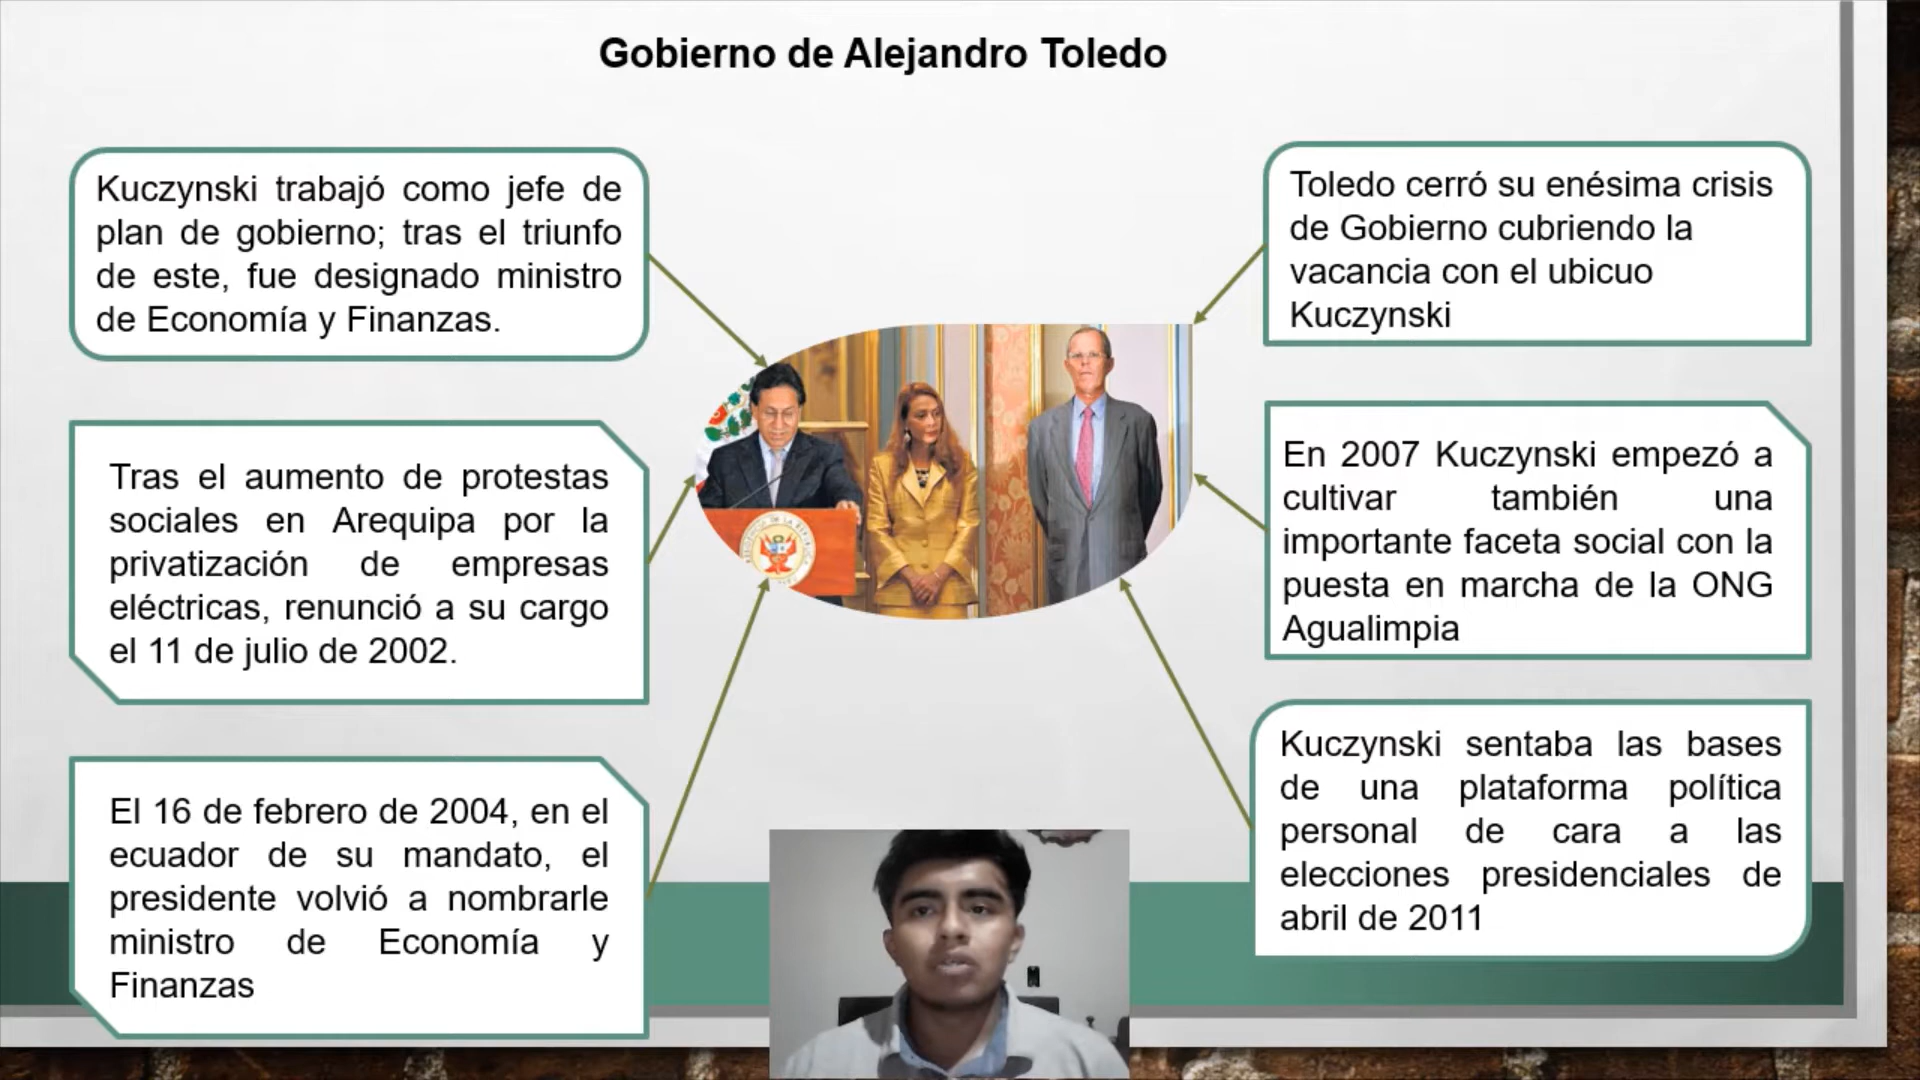 Gobierno de Alejandro Toledo
Kuczynski trabajó como jefe de
plan de gobierno; tras el triunfo
de este, fue designado ministro
de Economía y Finanzas.
Tras el aumento de protestas
sociales en Arequipa por la
privatización de empresas
eléctricas, renunció a su cargo
el 11 de julio de 2002.
El 16 de febrero de 2004, en el
ecuador de su mandato, el
presidente volvió a nombrarle
ministro de Economía y
Finanzas
Toledo cerró su enésima crisis
de Gobierno cubriendo la
vacancia con el ubicuo
Kuczynski
En 2007 Kuczynski empezó a
cultivar también una
importante faceta social con la
puesta en marcha de la ONG
Agualimpia
Kuczynski sentaba las bases
de una plataforma política
personal de cara a las
elecciones presidenciales de
abril de 2011